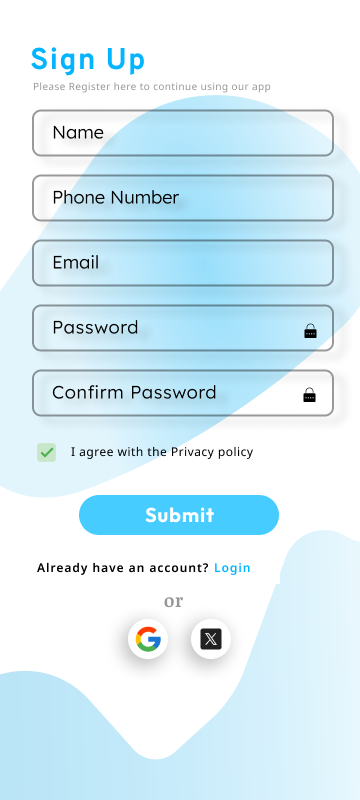 Sign Up
Please Register here to continue using our app
Name
Phone Number
Email
Password
Confirm Password
I agree with the Privacy policy
Submit
Already have an account? Login
or